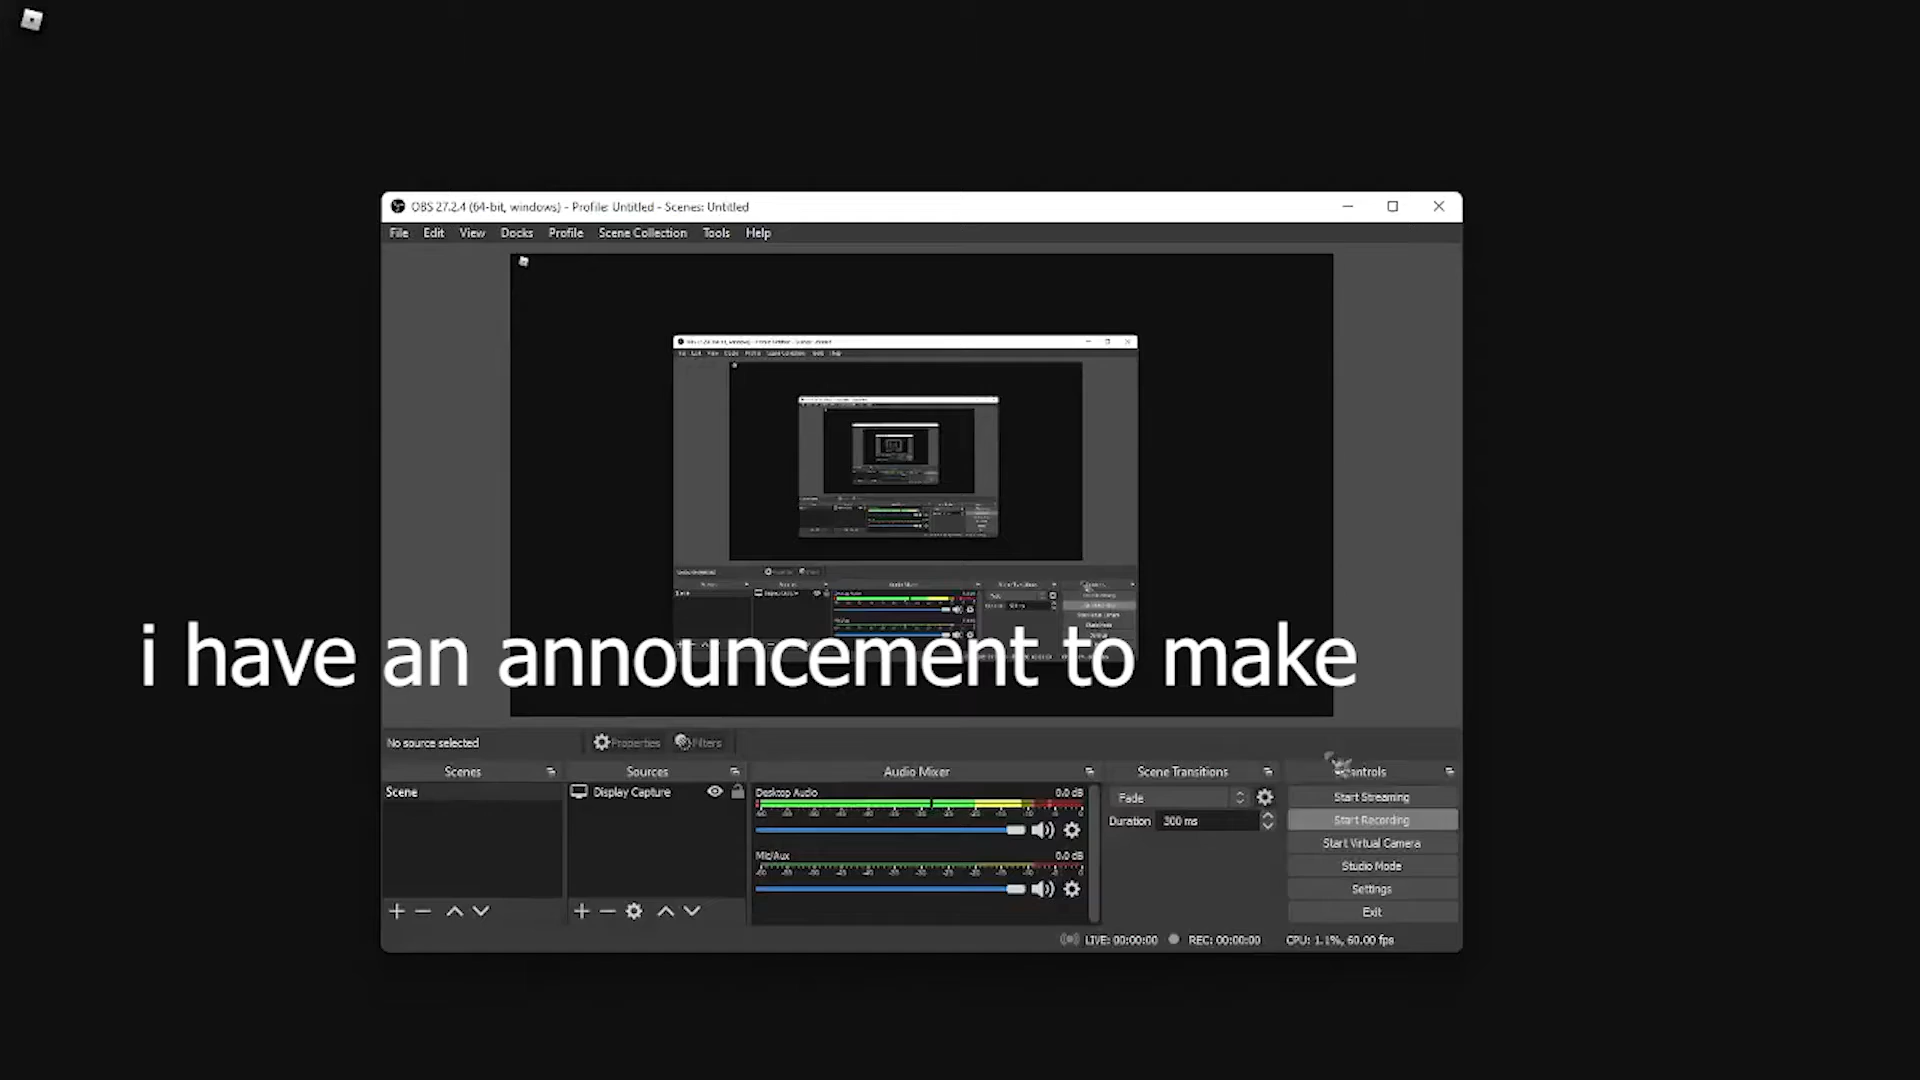 OBS 27.2.4 (64-bit, windows) - Profile: Untitled - Scenes: Untitled
File Edit View Docks Profile Scene Collection Tools Help
i have an announcement to make
No source selected Properties Filters
Scenes Sources Audio Mixer Scene Transitions Controls
Scene
Display Capture
Desktop Audio 0.0 dB
Mic/Aux 0.0 dB
Fade
Duration 300 ms
Start Streaming
Start Recording
Start Virtual Camera
Studio Mode
Settings
Exit
LIVE: 00:00:00 REC: 00:00:00 CPU: 1.1%, 60.00 fps